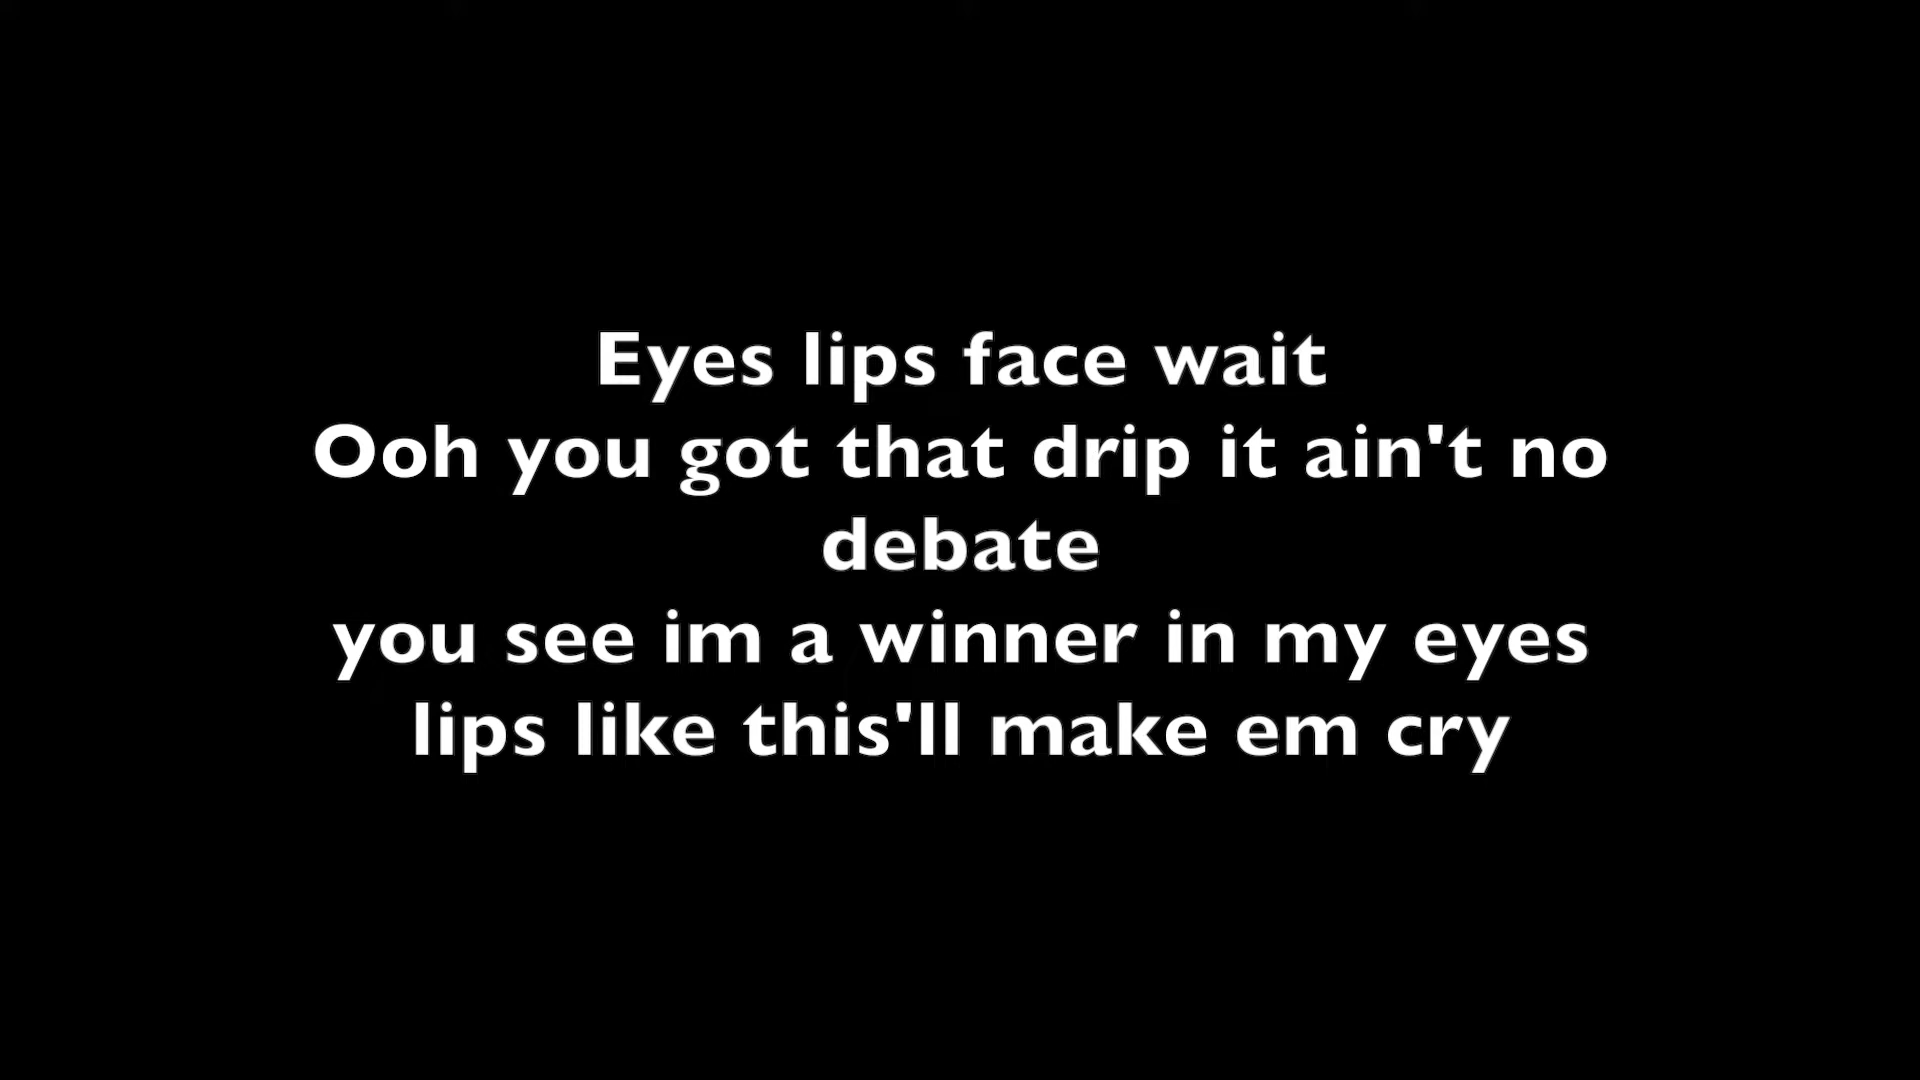 Eyes lips face wait
Ooh you got that drip it ain't no
debate
you see im a winner in my eyes
lips like this'll make em cry